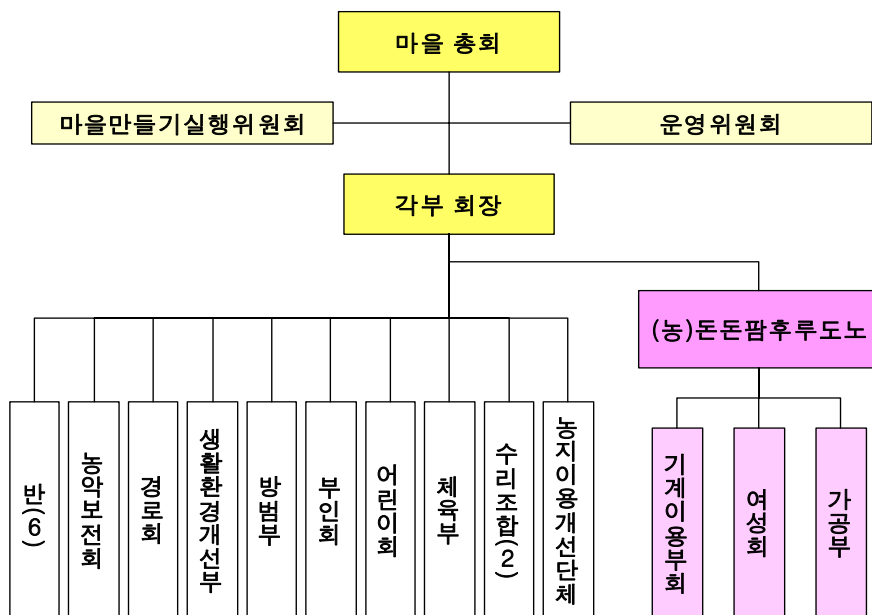 마을 총회
마을만들기실행위원회
운영위원회
각부 회장
(농)돈돈팜후루도노
반(6)
농악보전회
경로회
생활환경개선부
방범부
부인회
어린이회
체육부
수리조합(2)
농지이용개선단체
기계이용부회
여성회
가공부